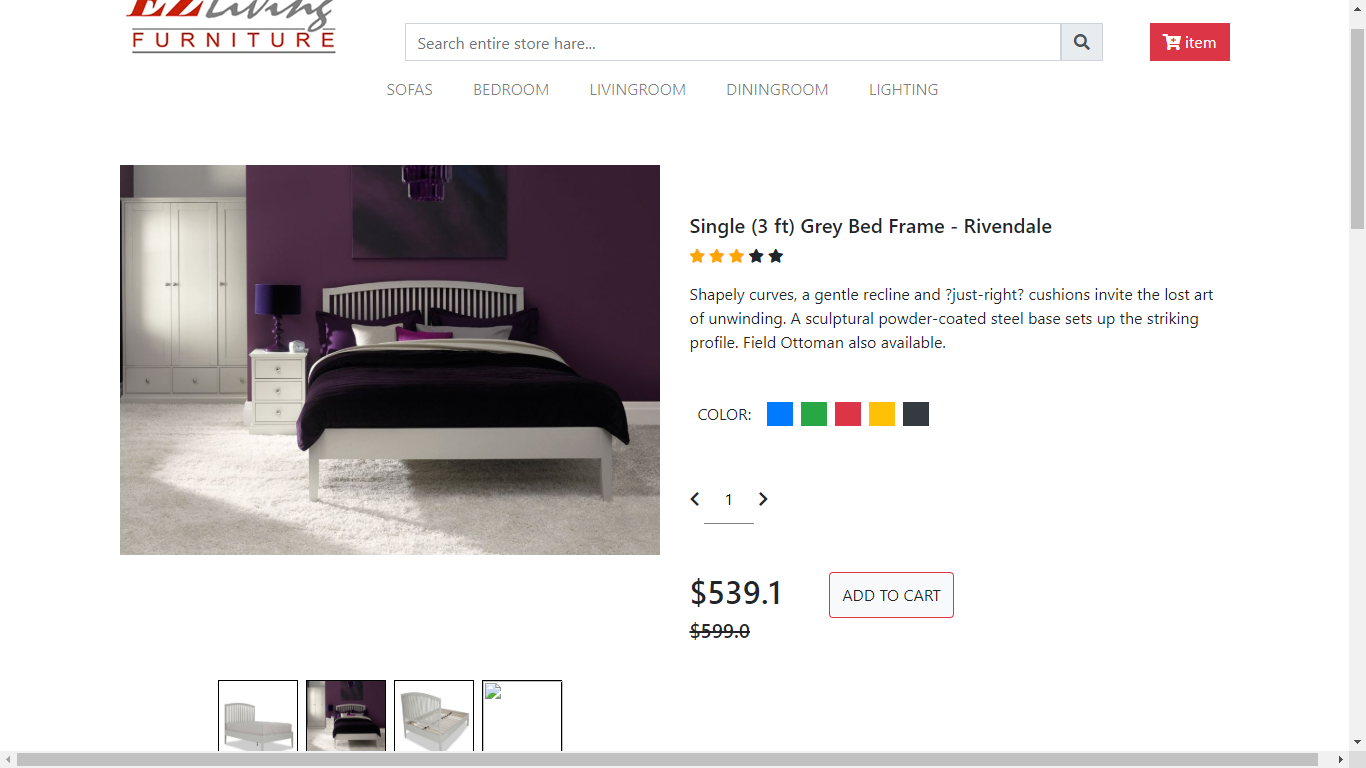 EZ Living
FURNITURE
Search entire store hare...
item
SOFAS BEDROOM LIVINGROOM DININGROOM LIGHTING
Single (3 ft) Grey Bed Frame - Rivendale
Shapely curves, a gentle recline and ?just-right? cushions invite the lost art
of unwinding. A sculptural powder-coated steel base sets up the striking
profile. Field Ottoman also available.
COLOR:
1
$539.1
ADD TO CART
$599.0